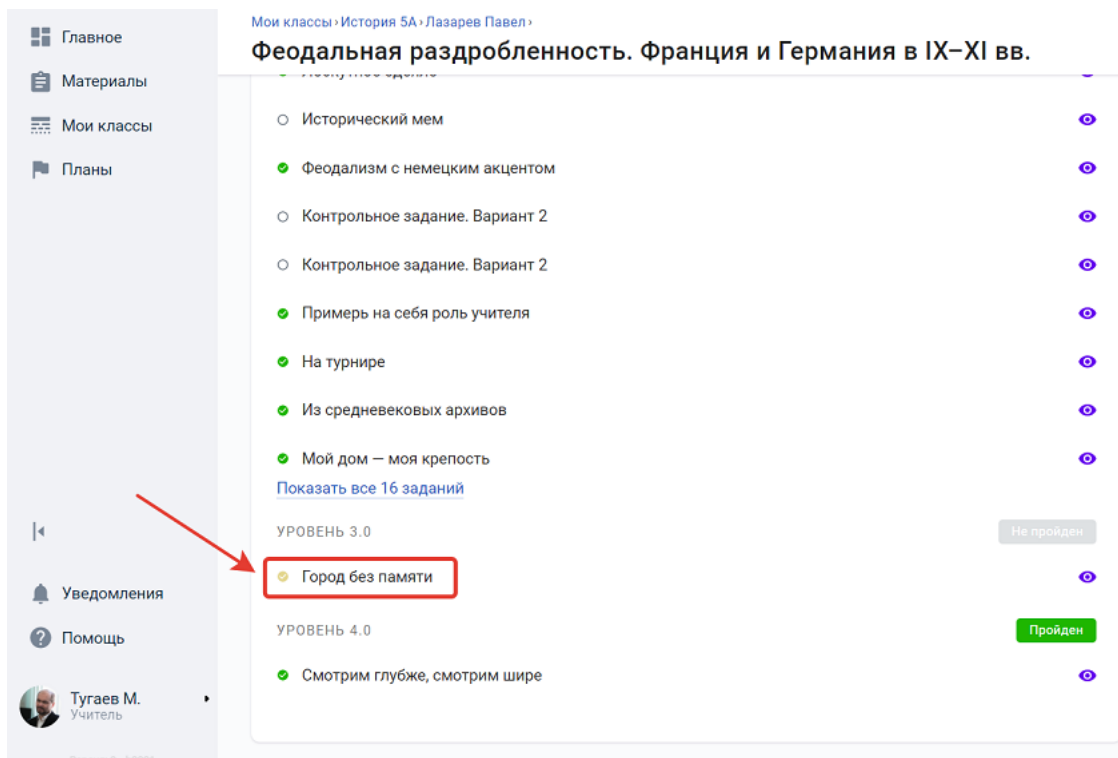 Главное
Материалы
Мои классы
Планы
Уведомления
Помощь
Тугаев М.
Учитель
Мои классы › История 5А › Лазарев Павел ›
Феодальная раздробленность. Франция и Германия в IX–XI вв.
Исторический мем
Феодализм с немецким акцентом
Контрольное задание. Вариант 2
Контрольное задание. Вариант 2
Примерь на себя роль учителя
На турнире
Из средневековых архивов
Мой дом — моя крепость
Показать все 16 заданий
УРОВЕНЬ 3.0
Не пройден
Город без памяти
УРОВЕНЬ 4.0
Пройден
Смотрим глубже, смотрим шире